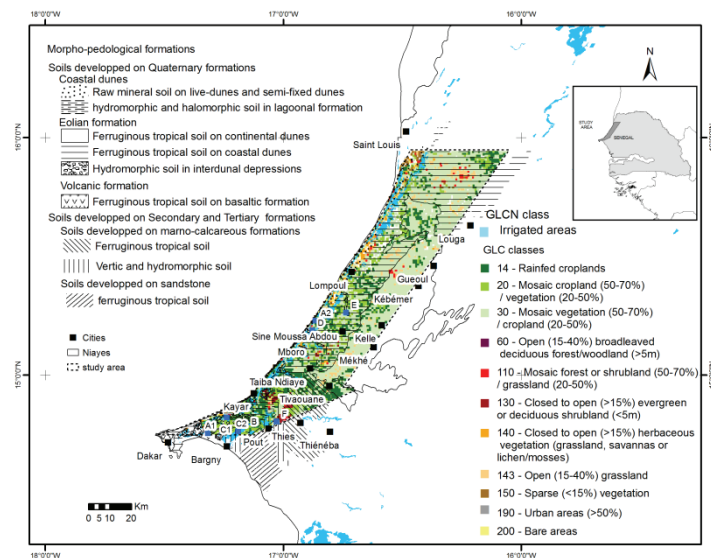 18°0'0"W
17°0'0"W
16°0'0"W
Morpho-pedological formations
Soils developped on Quaternary formations
Coastal dunes
Raw mineral soil on live-dunes and semi-fixed dunes
hydromorphic and halomorphic soil in lagoonal formation
Eolian formation
Ferruginous tropical soil on continental dunes
Ferruginous tropical soil on coastal dunes
Hydromorphic soil in interdunal depressions
Volcanic formation
Ferruginous tropical soil on basaltic formation
Soils developped on Secondary and Tertiary formations
Soils developped on marno-calcareous formations
Ferruginous tropical soil
Vertic and hydromorphic soil
Soils developped on sandstone
ferruginous tropical soil
Cities
Niayes
study area
N
STUDY
AREA
SENEGAL
16°0'0"N
Saint Louis
Louga
Gueoul
Lompoul
Kébémer
E
A2
D
Sine Moussa Abdou
Kelle
Mboro
Mékhé
15°0'0"N
Taiba Ndiaye
Tivaouane
Kayar
F
A1
C1
C2
B
Thies
Pout
Thiénéba
Dakar
Bargny
GLCN class
Irrigated areas
GLC classes
14 - Rainfed croplands
20 - Mosaic cropland (50-70%)
/ vegetation (20-50%)
30 - Mosaic vegetation (50-70%)
/ cropland (20-50%)
60 - Open (15-40%) broadleaved
deciduous forest/woodland (>5m)
110 - Mosaic forest or shrubland (50-70%)
/ grassland (20-50%)
130 - Closed to open (>15%) evergreen
or deciduous shrubland (<5m)
140 - Closed to open (>15%) herbaceous
vegetation (grassland, savannas or
lichen/mosses)
143 - Open (15-40%) grassland
150 - Sparse (<15%) vegetation
190 - Urban areas (>50%)
200 - Bare areas
Km
0 5 10 20
18°0'0"W
17°0'0"W
16°0'0"W